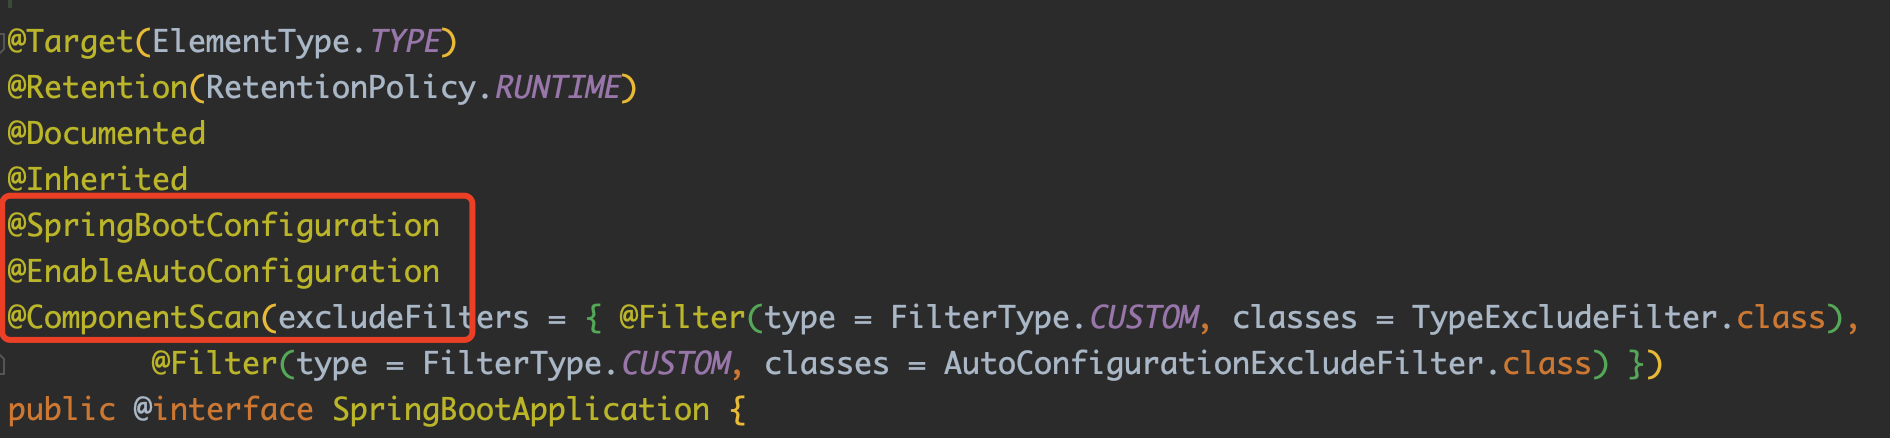 @Target(ElementType.TYPE)
@Retention(RetentionPolicy.RUNTIME)
@Documented
@Inherited
@SpringBootConfiguration
@EnableAutoConfiguration
@ComponentScan(excludeFilters = { @Filter(type = FilterType.CUSTOM, classes = TypeExcludeFilter.class),
        @Filter(type = FilterType.CUSTOM, classes = AutoConfigurationExcludeFilter.class) })
public @interface SpringBootApplication {